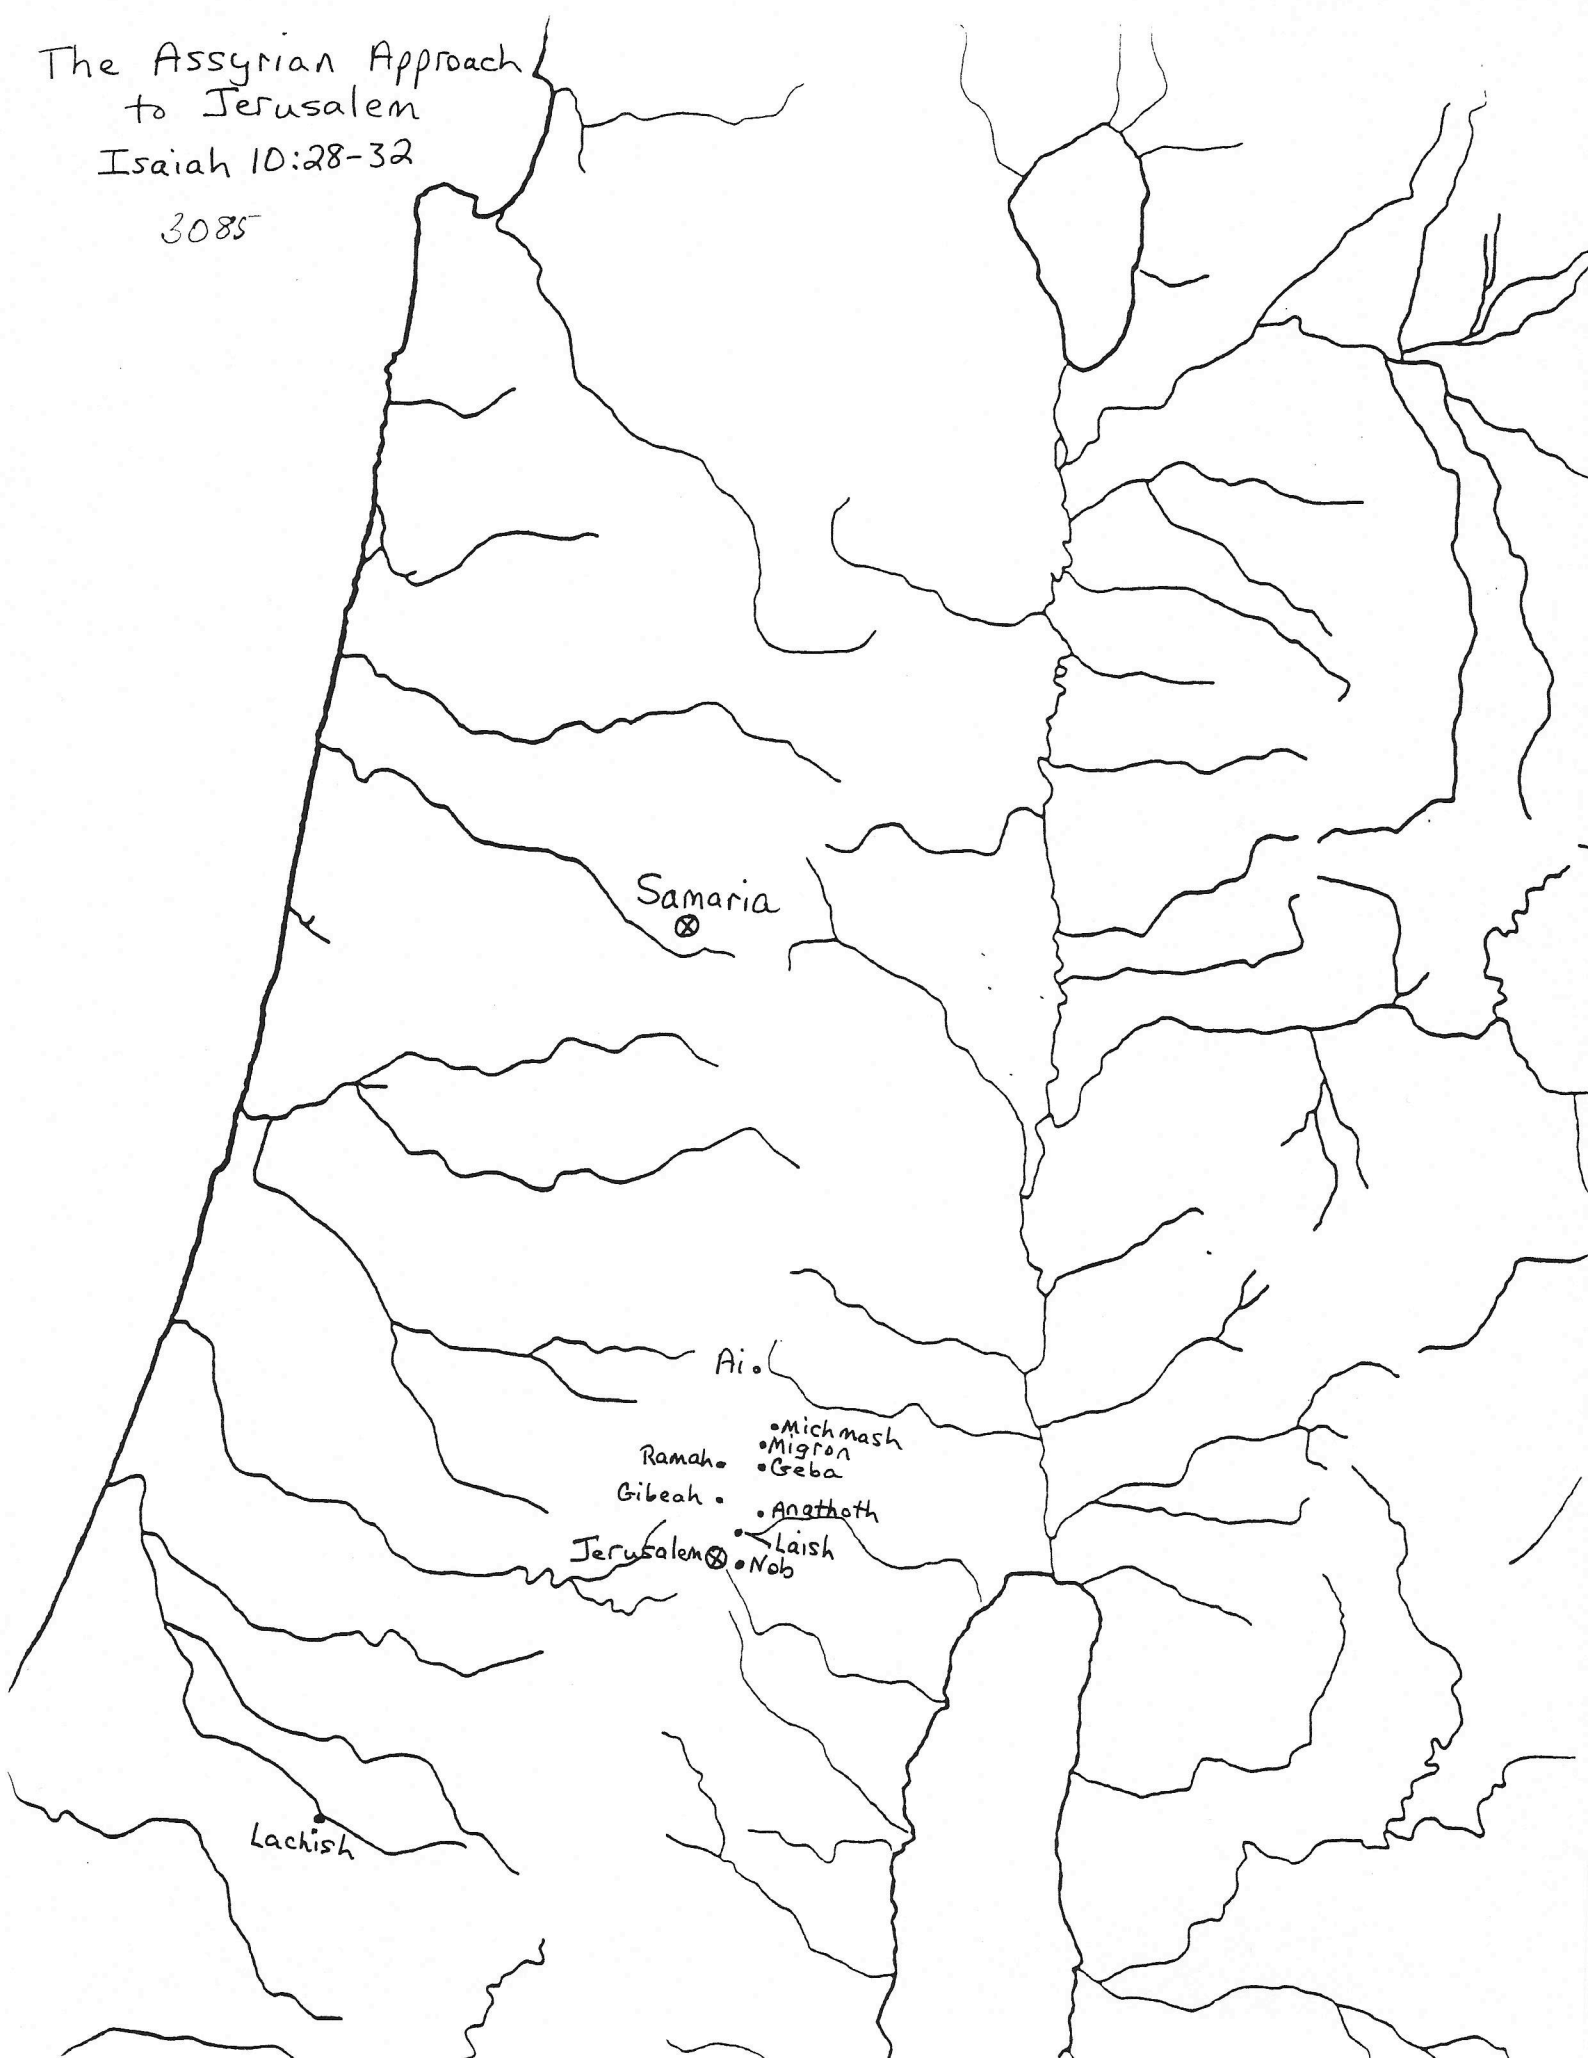 The Assyrian Approach
to Jerusalem
Isaiah 10:28-32
3085
Samaria
Ai
Michmash
Migron
Ramah
Geba
Gibeah
Anathoth
Laish
Jerusalem
Nob
Lachish